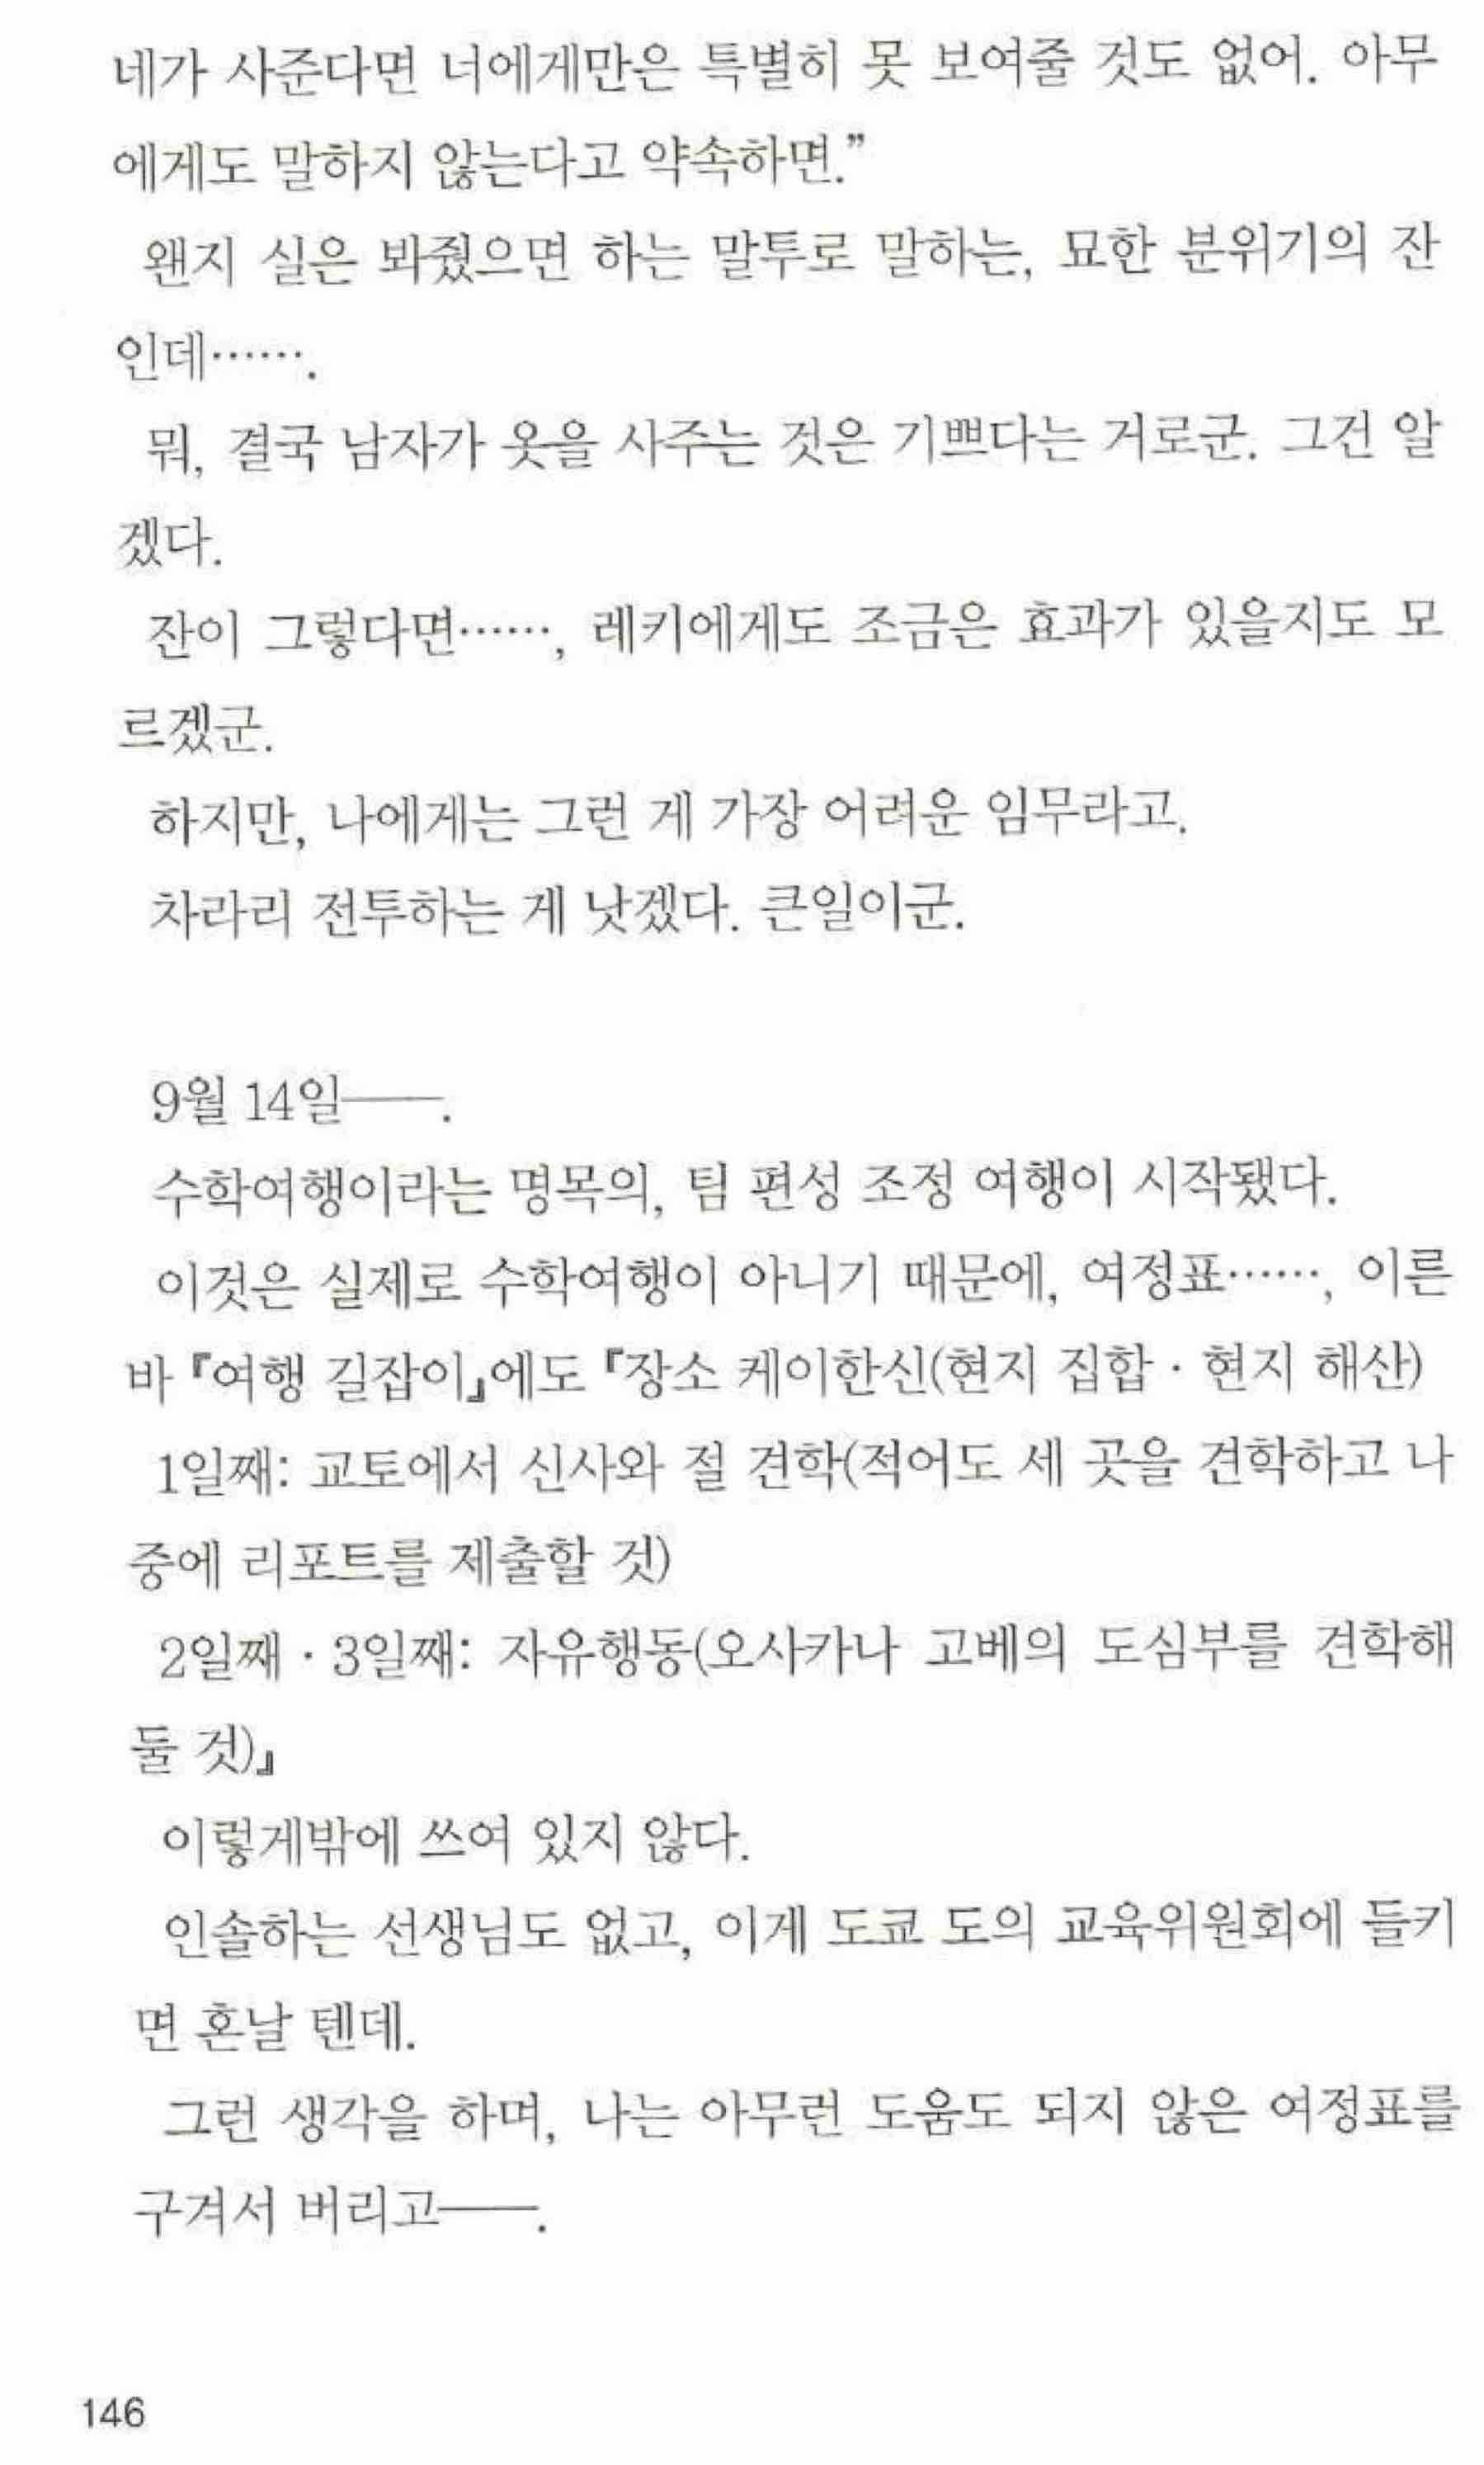 네가 사준다면 너에게만은 특별히 못 보여줄 것도 없어. 아무
에게도 말하지 않는다고 약속하면.”
왠지 실은 봐줬으면 하는 말투로 말하는, 묘한 분위기의 잔
인데…….
뭐, 결국 남자가 옷을 사주는 것은 기쁘다는 거로군. 그건 알
겠다.
잔이 그렇다면……, 레키에게도 조금은 효과가 있을지도 모
르겠군.
하지만, 나에게는 그런 게 가장 어려운 임무라고.
차라리 전투하는 게 낫겠다. 큰일이군.
9월 14일──.
수학여행이라는 명목의, 팀 편성 조정 여행이 시작됐다.
이것은 실제로 수학여행이 아니기 때문에, 여정표……, 이른
바 『여행 길잡이』에도 『장소 케이한신(현지 집합 · 현지 해산)
1일째: 교토에서 신사와 절 견학(적어도 세 곳을 견학하고 나
중에 리포트를 제출할 것)
2일째 · 3일째: 자유행동(오사카나 고베의 도심부를 견학해
둘 것)』
이렇게밖에 쓰여 있지 않다.
인솔하는 선생님도 없고, 이게 도쿄 도의 교육위원회에 들키
면 혼날 텐데.
그런 생각을 하며, 나는 아무런 도움도 되지 않은 여정표를
구겨서 버리고──.
146